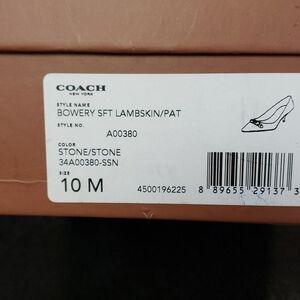 COACH
NEW YORK
STYLE NAME
BOWERY SFT LAMBSKIN/PAT
STYLE NO.
A00380
COLOR
STONE/STONE
34A00380-SSN
SIZE
10 M
4500196225
8 89655 29137 3